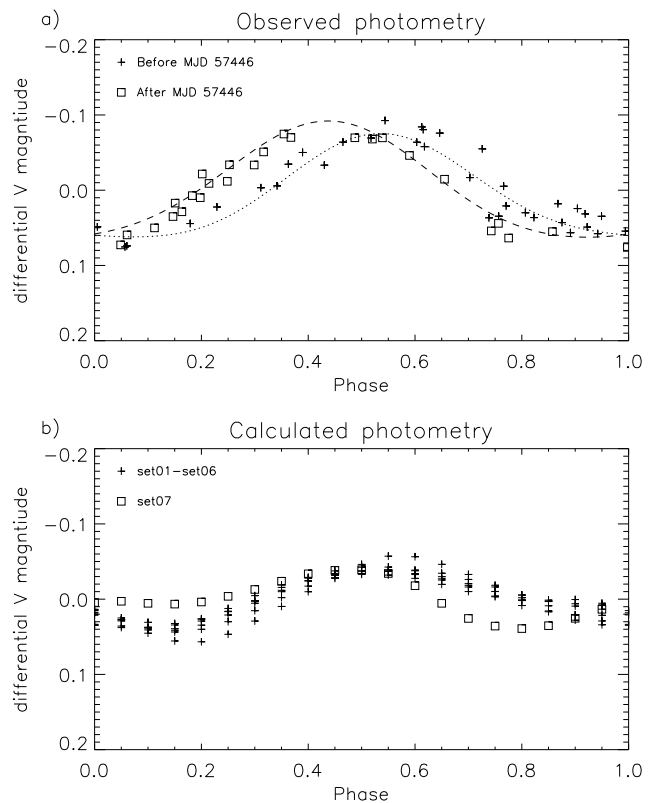 a)
Observed photometry
-0.2
-0.1
0.0
0.1
0.2
differential V magntiude
+ Before MJD 57446
□ After MJD 57446
0.0 0.2 0.4 0.6 0.8 1.0
Phase
b)
Calculated photometry
-0.2
-0.1
0.0
0.1
0.2
differential V magntiude
+ set01-set06
□ set07
0.0 0.2 0.4 0.6 0.8 1.0
Phase